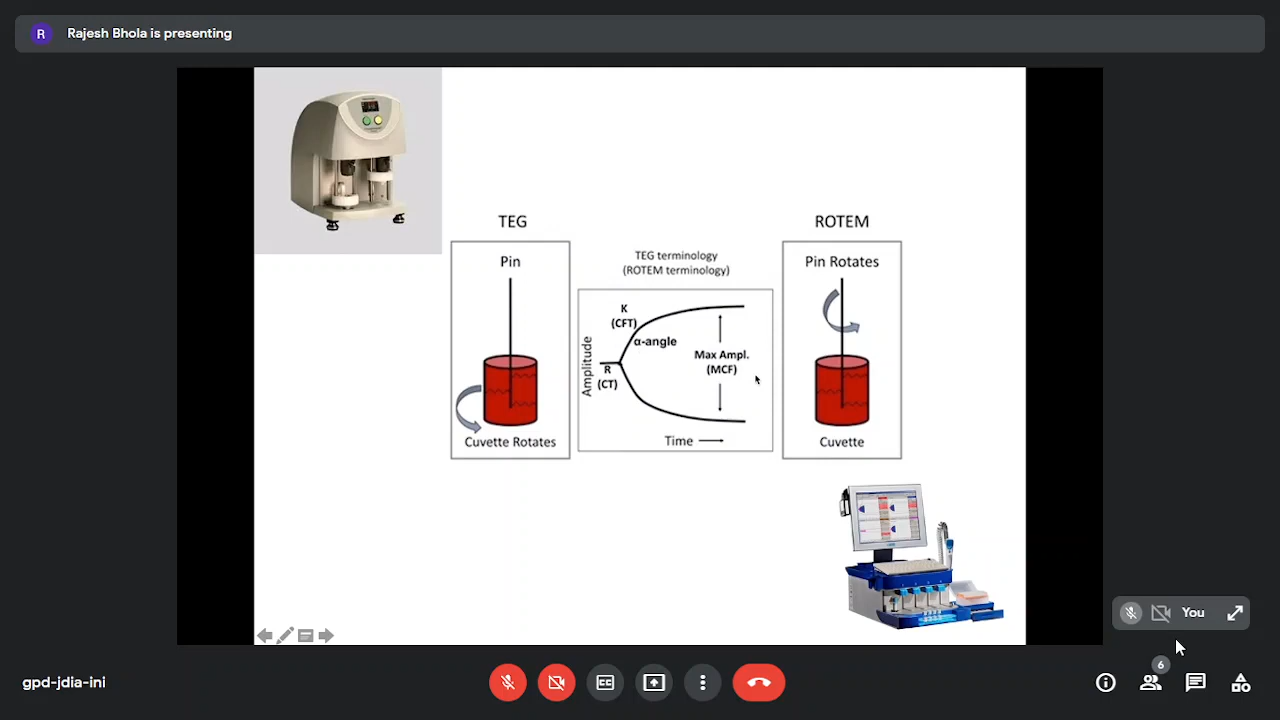 R
Rajesh Bhola is presenting
TEG
ROTEM
Pin
TEG terminology
(ROTEM terminology)
Pin Rotates
K
(CFT)
α-angle
Amplitude
R
(CT)
Max Ampl.
(MCF)
Cuvette Rotates
Time
Cuvette
You
gpd-jdia-ini
CC
6